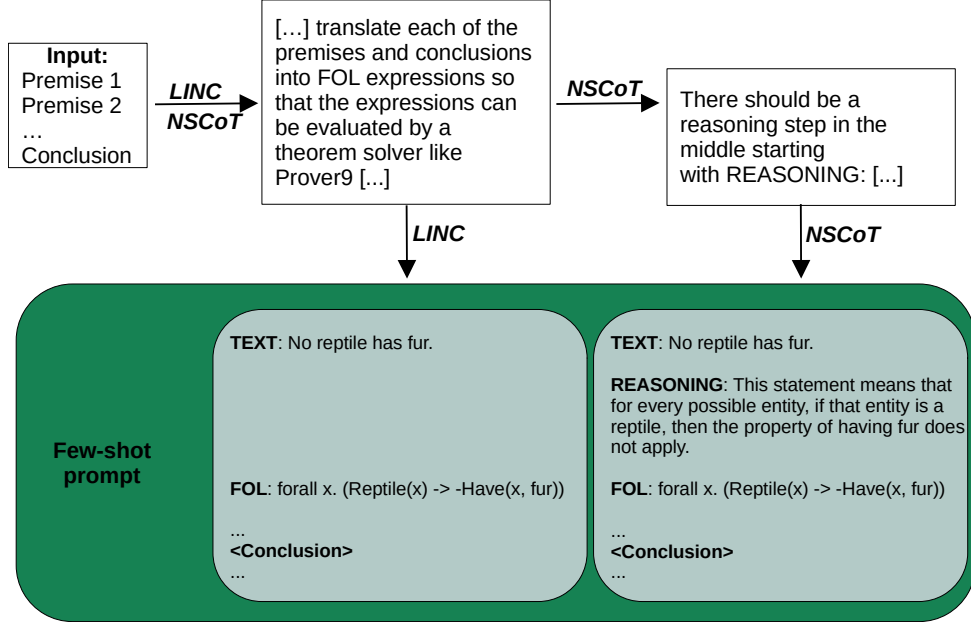 Input:
Premise 1
Premise 2
…
Conclusion
LINC
NSCoT
[…] translate each of the
premises and conclusions
into FOL expressions so
that the expressions can
be evaluated by a
theorem solver like
Prover9 [...]
NSCoT
There should be a
reasoning step in the
middle starting
with REASONING: [...]
LINC
NSCoT
Few-shot
prompt
TEXT: No reptile has fur.
FOL: forall x. (Reptile(x) -> -Have(x, fur))
...
<Conclusion>
...
TEXT: No reptile has fur.
REASONING: This statement means that
for every possible entity, if that entity is a
reptile, then the property of having fur does
not apply.
FOL: forall x. (Reptile(x) -> -Have(x, fur))
...
<Conclusion>
...